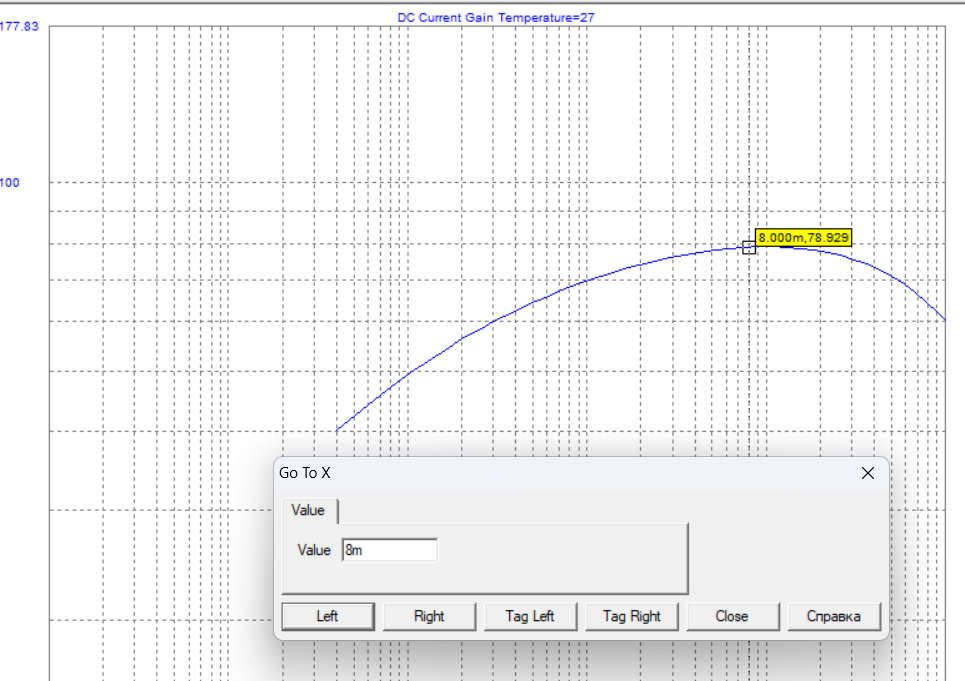 DC Current Gain Temperature=27
177.83
100
8.000m,78.929
Go To X
Value
Value 8m
Left Right Tag Left Tag Right Close Справка